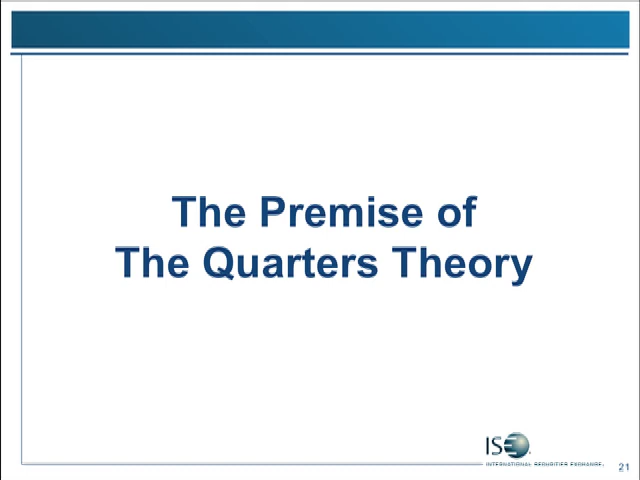 The Premise of
The Quarters Theory
ISE
INTERNATIONAL SECURITIES EXCHANGE.
21